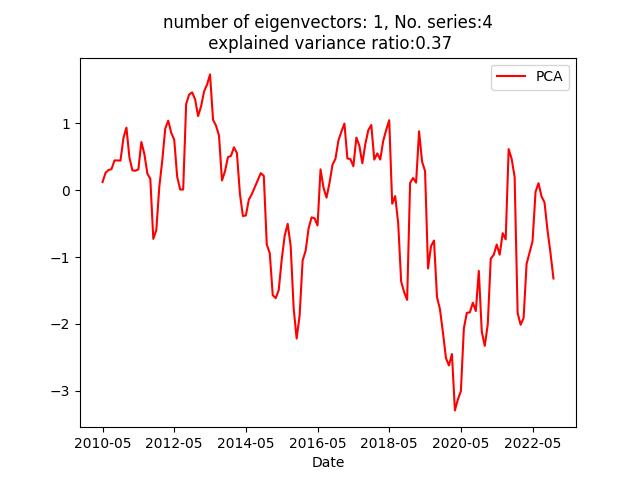 number of eigenvectors: 1, No. series:4
explained variance ratio:0.37
PCA
1
0
−1
−2
−3
2010-05 2012-05 2014-05 2016-05 2018-05 2020-05 2022-05
Date